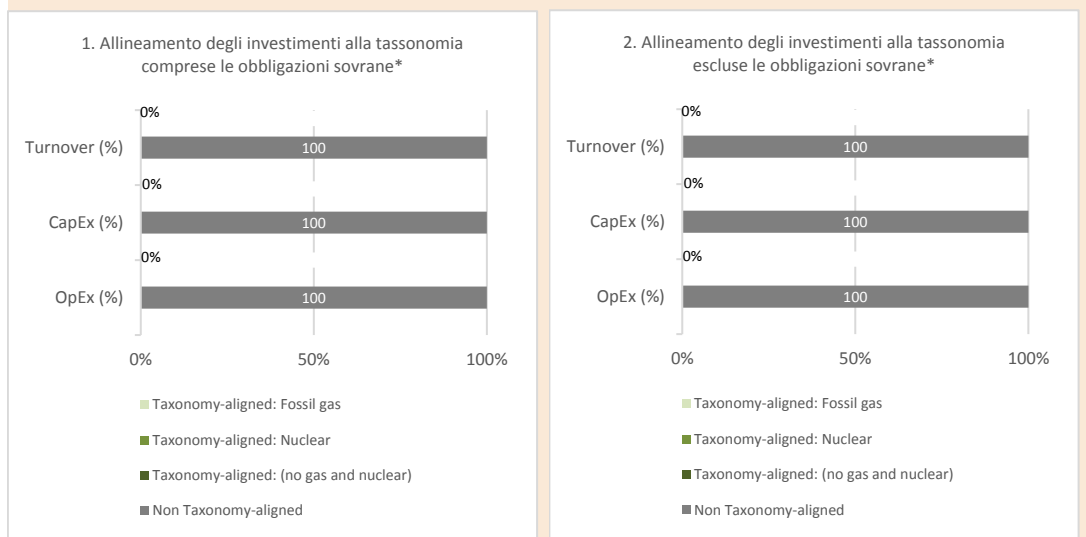 1. Allineamento degli investimenti alla tassonomia
comprese le obbligazioni sovrane*
0%
Turnover (%)
100
0%
CapEx (%)
100
0%
OpEx (%)
100
0%
50%
100%
Taxonomy-aligned: Fossil gas
Taxonomy-aligned: Nuclear
Taxonomy-aligned: (no gas and nuclear)
Non Taxonomy-aligned
2. Allineamento degli investimenti alla tassonomia
escluse le obbligazioni sovrane*
0%
Turnover (%)
100
0%
CapEx (%)
100
0%
OpEx (%)
100
0%
50%
100%
Taxonomy-aligned: Fossil gas
Taxonomy-aligned: Nuclear
Taxonomy-aligned: (no gas and nuclear)
Non Taxonomy-aligned